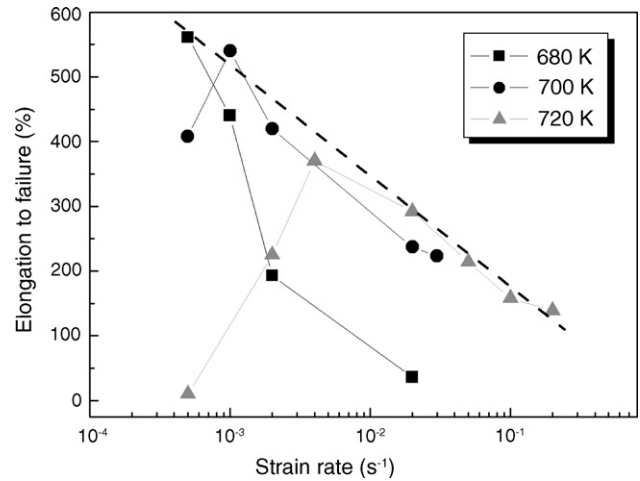 600
500
400
300
200
100
0
Elongation to failure (%)
680 K
700 K
720 K
10⁻⁴
10⁻³
10⁻²
10⁻¹
Strain rate (s⁻¹)